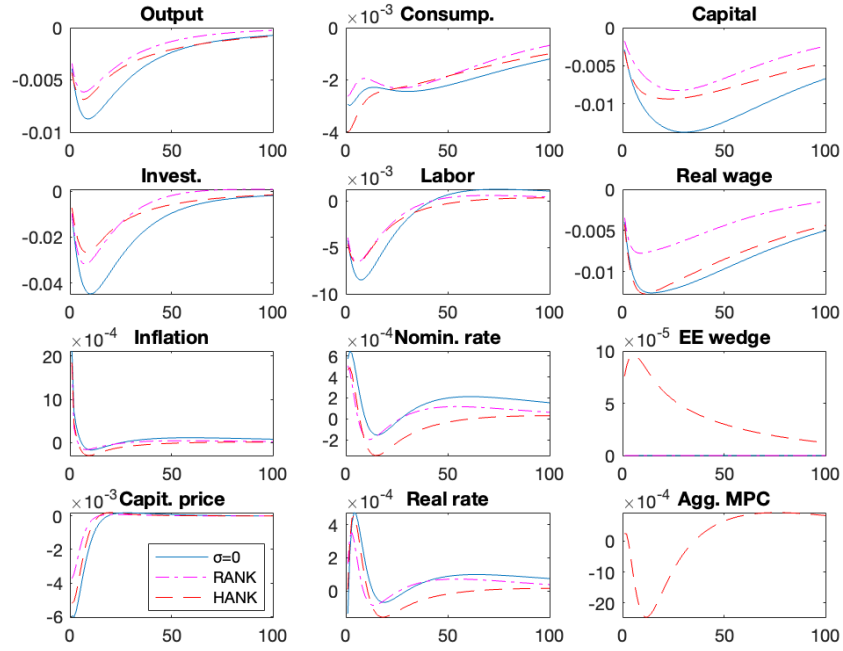 Output
0
-0.005
-0.01
0 50 100
× 10⁻³ Consump.
0
-2
-4
0 50 100
Capital
0
-0.005
-0.01
0 50 100
Invest.
0
-0.02
-0.04
0 50 100
× 10⁻³ Labor
0
-5
-10
0 50 100
Real wage
-0.005
-0.01
0 50 100
× 10⁻⁴ Inflation
20
10
0
0 50 100
× 10⁻⁴ Nomin. rate
6
4
2
0
-2
0 50 100
× 10⁻⁵ EE wedge
10
5
0
0 50 100
× 10⁻³ Capit. price
0
-2
-4
-6
0 50 100
σ=0
RANK
HANK
× 10⁻⁴ Real rate
4
2
0
0 50 100
× 10⁻⁴ Agg. MPC
0
-10
-20
0 50 100